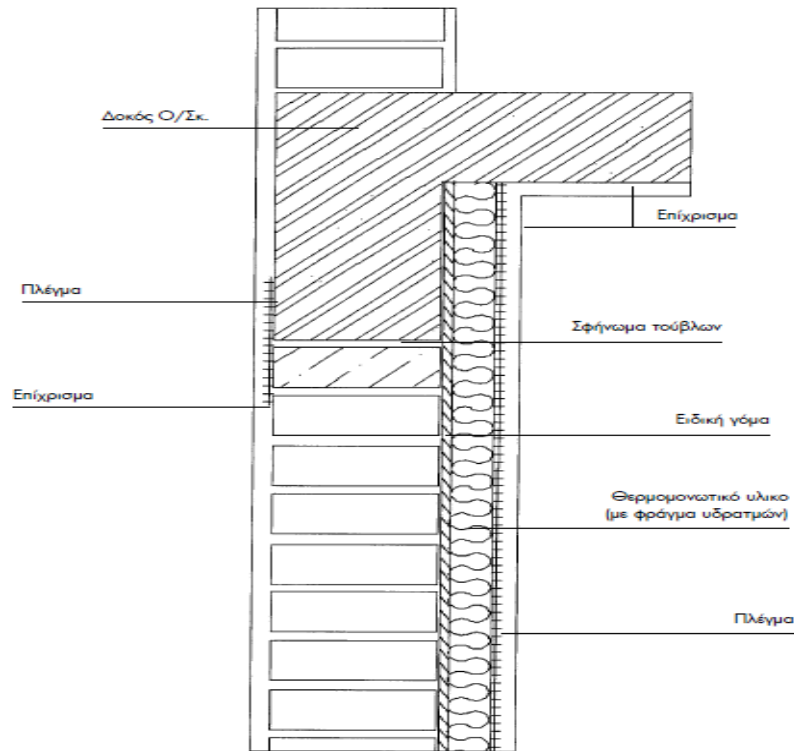 Δοκός Ο/Σκ.
Επίχρισμα
Πλέγμα
Σφήνωμα τούβλων
Επίχρισμα
Ειδική γόμα
Θερμομονωτικό υλικο
(με φράγμα υδρατμών)
Πλέγμα